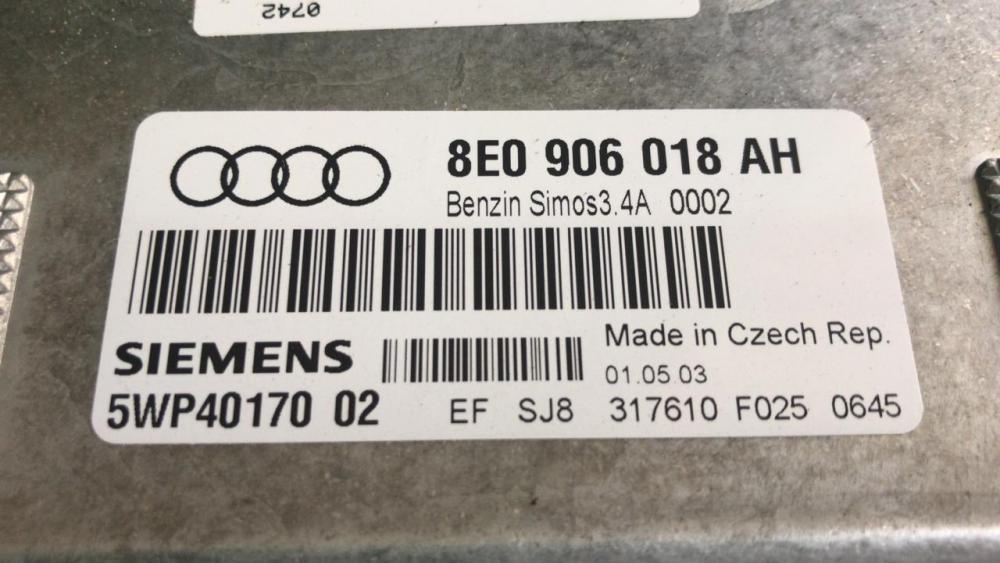 0742
8E0 906 018 AH
Benzin Simos3.4A 0002
SIEMENS
Made in Czech Rep.
01.05.03
5WP40170 02
EF SJ8 317610 F025 0645